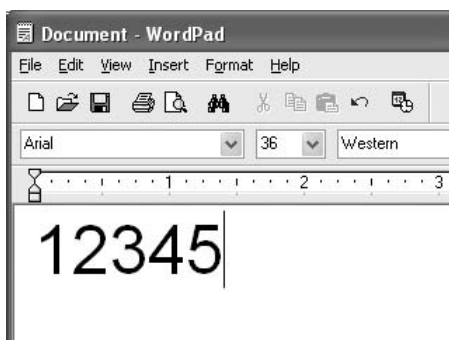 Document - WordPad
File Edit View Insert Format Help
Arial 36 Western
1 2 3
12345